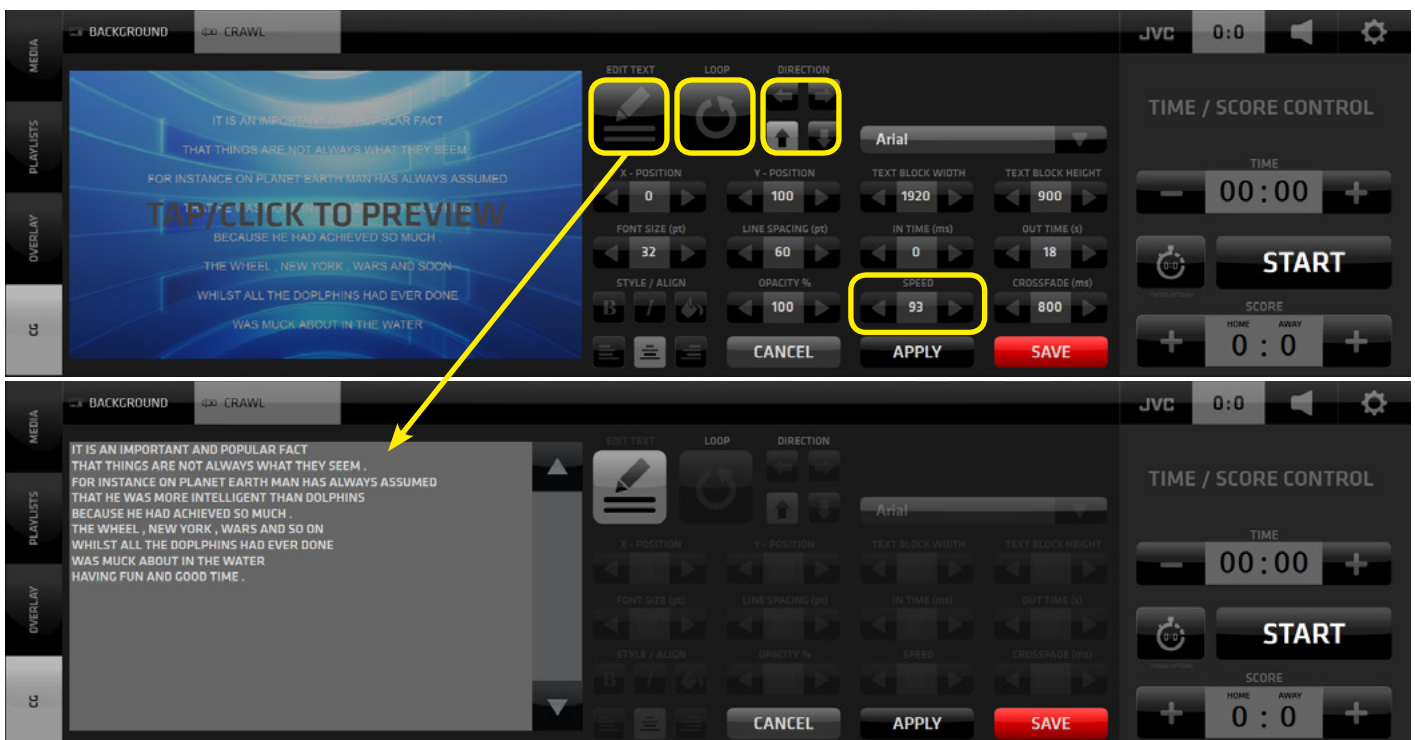 BACKGROUND
CRAWL
JVC
0:0
MEDIA
PLAYLISTS
OVERLAY
CG
IT IS AN IMPORTANT AND POPULAR FACT
THAT THINGS ARE NOT ALWAYS WHAT THEY SEEM .
FOR INSTANCE ON PLANET EARTH MAN HAS ALWAYS ASSUMED
TAP/CLICK TO PREVIEW
BECAUSE HE HAD ACHIEVED SO MUCH .
THE WHEEL , NEW YORK , WARS AND SOON
WHILST ALL THE DOPLPHINS HAD EVER DONE
WAS MUCK ABOUT IN THE WATER
EDIT TEXT
LOOP
DIRECTION
Arial
X - POSITION
Y - POSITION
TEXT BLOCK WIDTH
TEXT BLOCK HEIGHT
0
100
1920
900
FONT SIZE (pt)
LINE SPACING (pt)
IN TIME (ms)
OUT TIME (s)
32
60
0
18
STYLE / ALIGN
OPACITY %
SPEED
CROSSFADE (ms)
B I
100
93
800
CANCEL
APPLY
SAVE
TIME / SCORE CONTROL
TIME
00:00
0:0
START
SCORE
HOME AWAY
0 : 0
BACKGROUND
CRAWL
JVC
0:0
MEDIA
PLAYLISTS
OVERLAY
CG
IT IS AN IMPORTANT AND POPULAR FACT
THAT THINGS ARE NOT ALWAYS WHAT THEY SEEM .
FOR INSTANCE ON PLANET EARTH MAN HAS ALWAYS ASSUMED
THAT HE WAS MORE INTELLIGENT THAN DOLPHINS
BECAUSE HE HAD ACHIEVED SO MUCH .
THE WHEEL , NEW YORK , WARS AND SO ON
WHILST ALL THE DOPLPHINS HAD EVER DONE
WAS MUCK ABOUT IN THE WATER
HAVING FUN AND GOOD TIME .
EDIT TEXT
LOOP
DIRECTION
Arial
X - POSITION
Y - POSITION
TEXT BLOCK WIDTH
TEXT BLOCK HEIGHT
FONT SIZE (pt)
LINE SPACING (pt)
IN TIME (ms)
OUT TIME (s)
STYLE / ALIGN
OPACITY %
SPEED
CROSSFADE (ms)
B I
CANCEL
APPLY
SAVE
TIME / SCORE CONTROL
TIME
00:00
0:0
START
SCORE
HOME AWAY
0 : 0